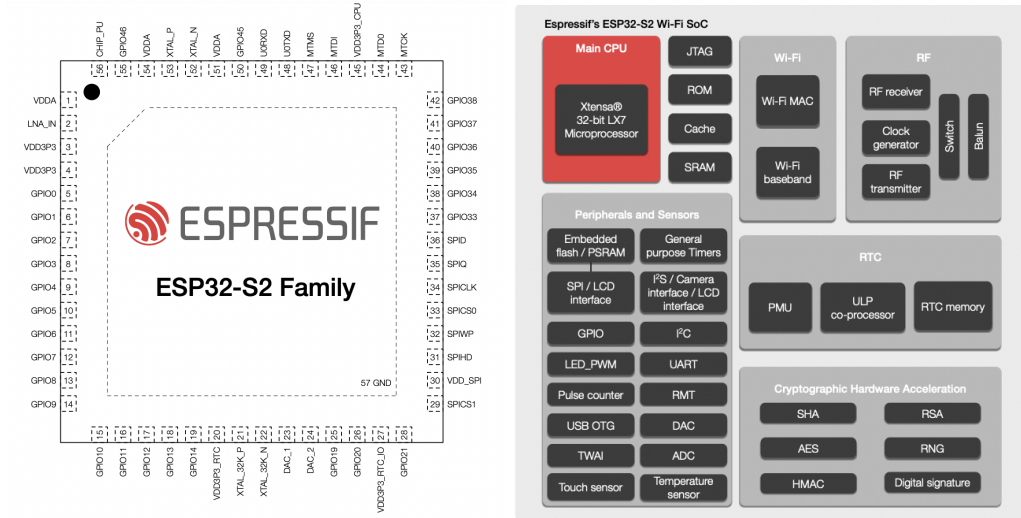 CHIP_PU
GPIO46
VDDA
XTAL_P
XTAL_N
VDDA
GPIO45
U0RXD
U0TXD
MTMS
MTDI
VDD3P3_CPU
MTD0
MTCK
56
55
54
53
52
51
50
49
48
47
46
45
44
43
VDDA 1
LNA_IN 2
VDD3P3 3
VDD3P3 4
GPIO0 5
GPIO1 6
GPIO2 7
GPIO3 8
GPIO4 9
GPIO5 10
GPIO6 11
GPIO7 12
GPIO8 13
GPIO9 14
ESPRESSIF
ESP32-S2 Family
57 GND
42 GPIO38
41 GPIO37
40 GPIO36
39 GPIO35
38 GPIO34
37 GPIO33
36 SPID
35 SPIQ
34 SPICLK
33 SPICS0
32 SPIWP
31 SPIHD
30 VDD_SPI
29 SPICS1
15
16
17
18
19
20
21
22
23
24
25
26
27
28
GPIO10
GPIO11
GPIO12
GPIO13
GPIO14
VDD3P3_RTC
XTAL_32K_P
XTAL_32K_N
DAC_1
DAC_2
GPIO19
GPIO20
VDD3P3_RTC_IO
GPIO21
Espressif's ESP32-S2 Wi-Fi SoC
Main CPU
Xtensa®
32-bit LX7
Microprocessor
JTAG
ROM
Cache
SRAM
Wi-Fi
Wi-Fi MAC
Wi-Fi
baseband
RF
RF receiver
Clock
generator
RF
transmitter
Switch
Balun
Peripherals and Sensors
Embedded
flash / PSRAM
General
purpose Timers
SPI / LCD
interface
I²S / Camera
interface / LCD
interface
GPIO
I²C
LED_PWM
UART
Pulse counter
RMT
USB OTG
DAC
TWAI
ADC
Touch sensor
Temperature
sensor
RTC
PMU
ULP
co-processor
RTC memory
Cryptographic Hardware Acceleration
SHA
RSA
AES
RNG
HMAC
Digital signature